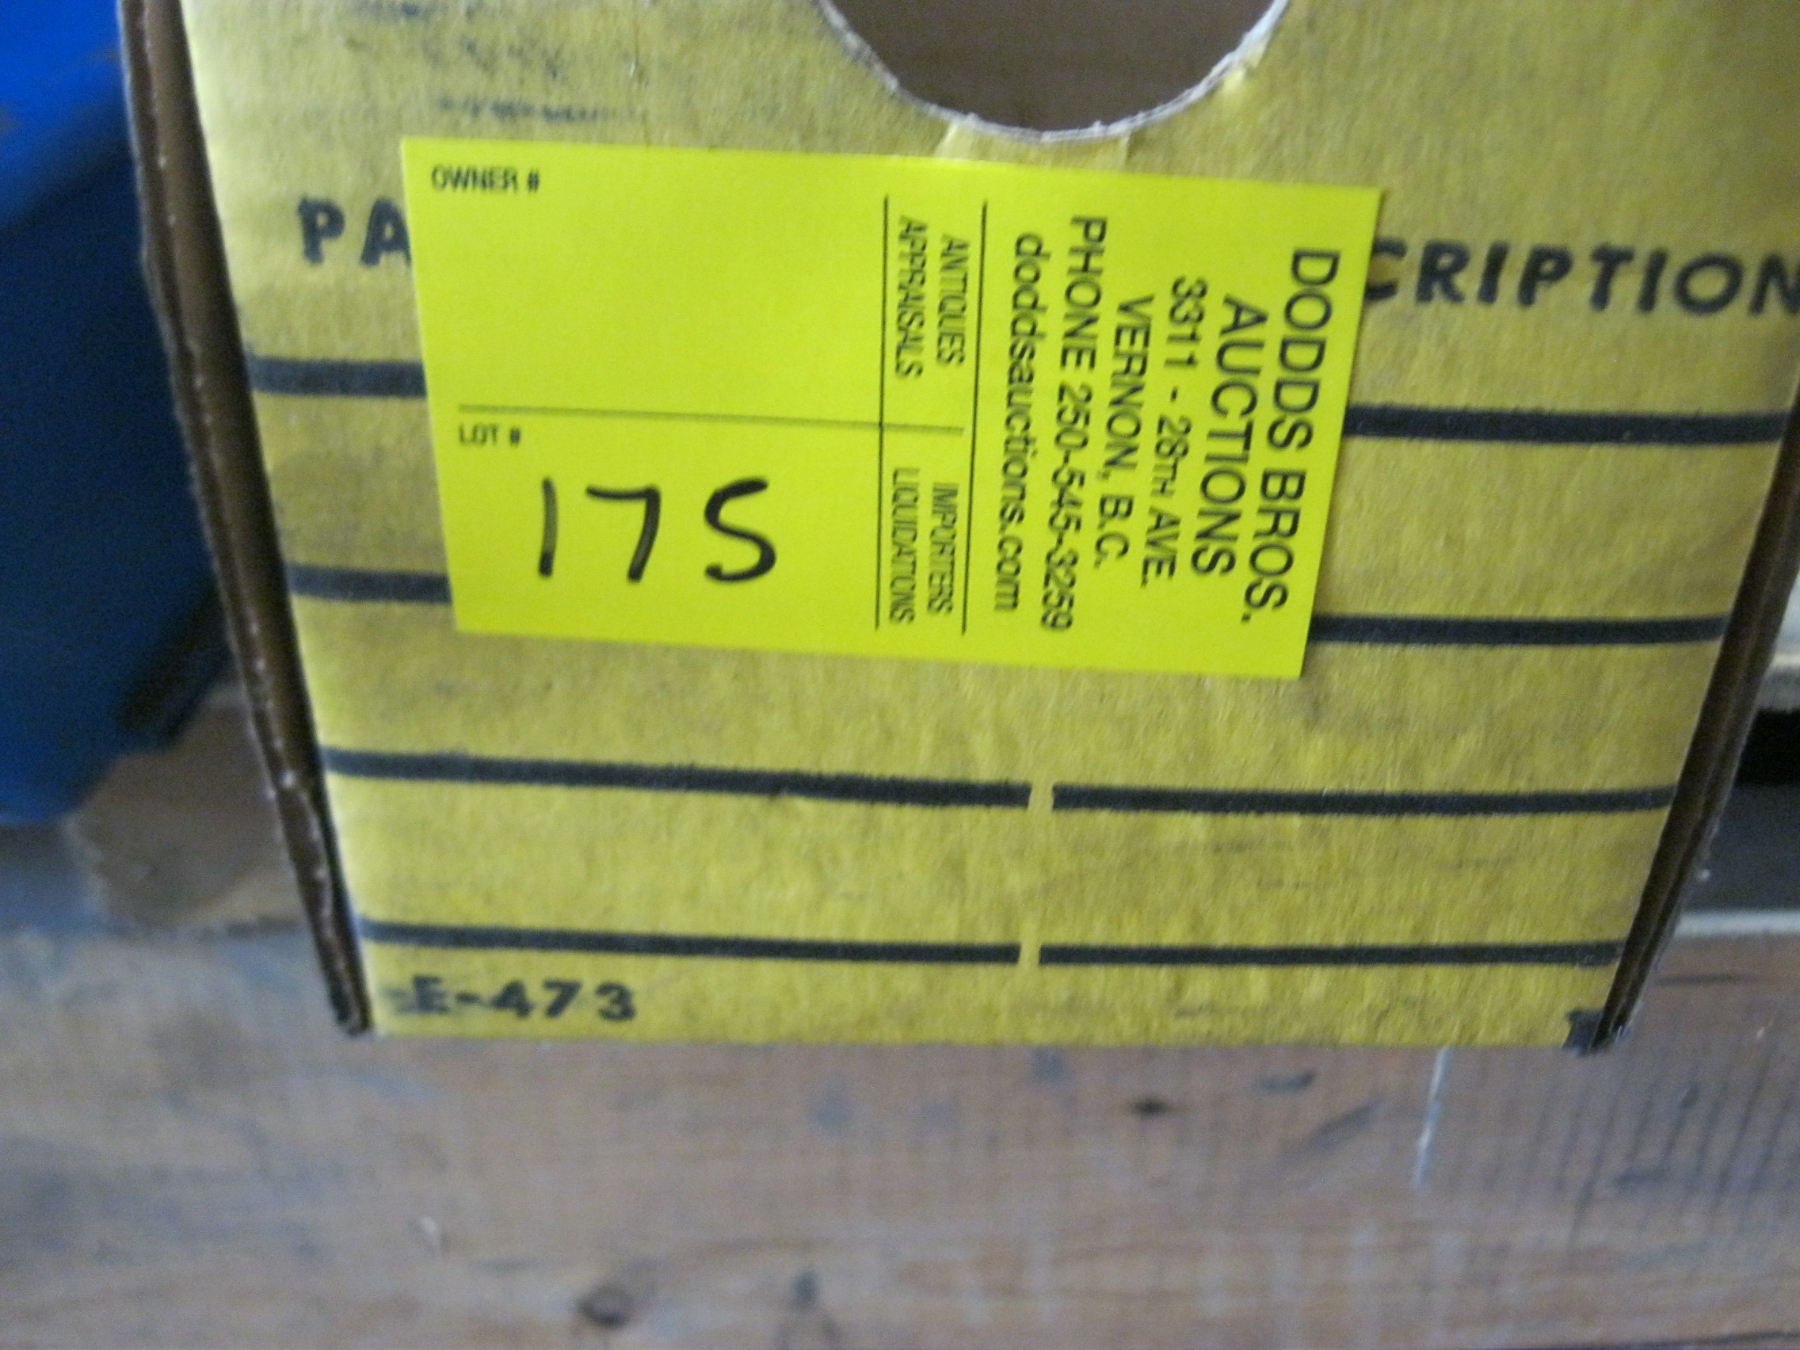 PA
CRIPTION
OWNER #
LOT #
175
DODDS BROS.
AUCTIONS
3311 - 28TH AVE.
VERNON, B.C.
PHONE 250-545-3259
doddsauctions.com
ANTIQUES IMPORTERS
APPRAISALS LIQUIDATIONS
E-473